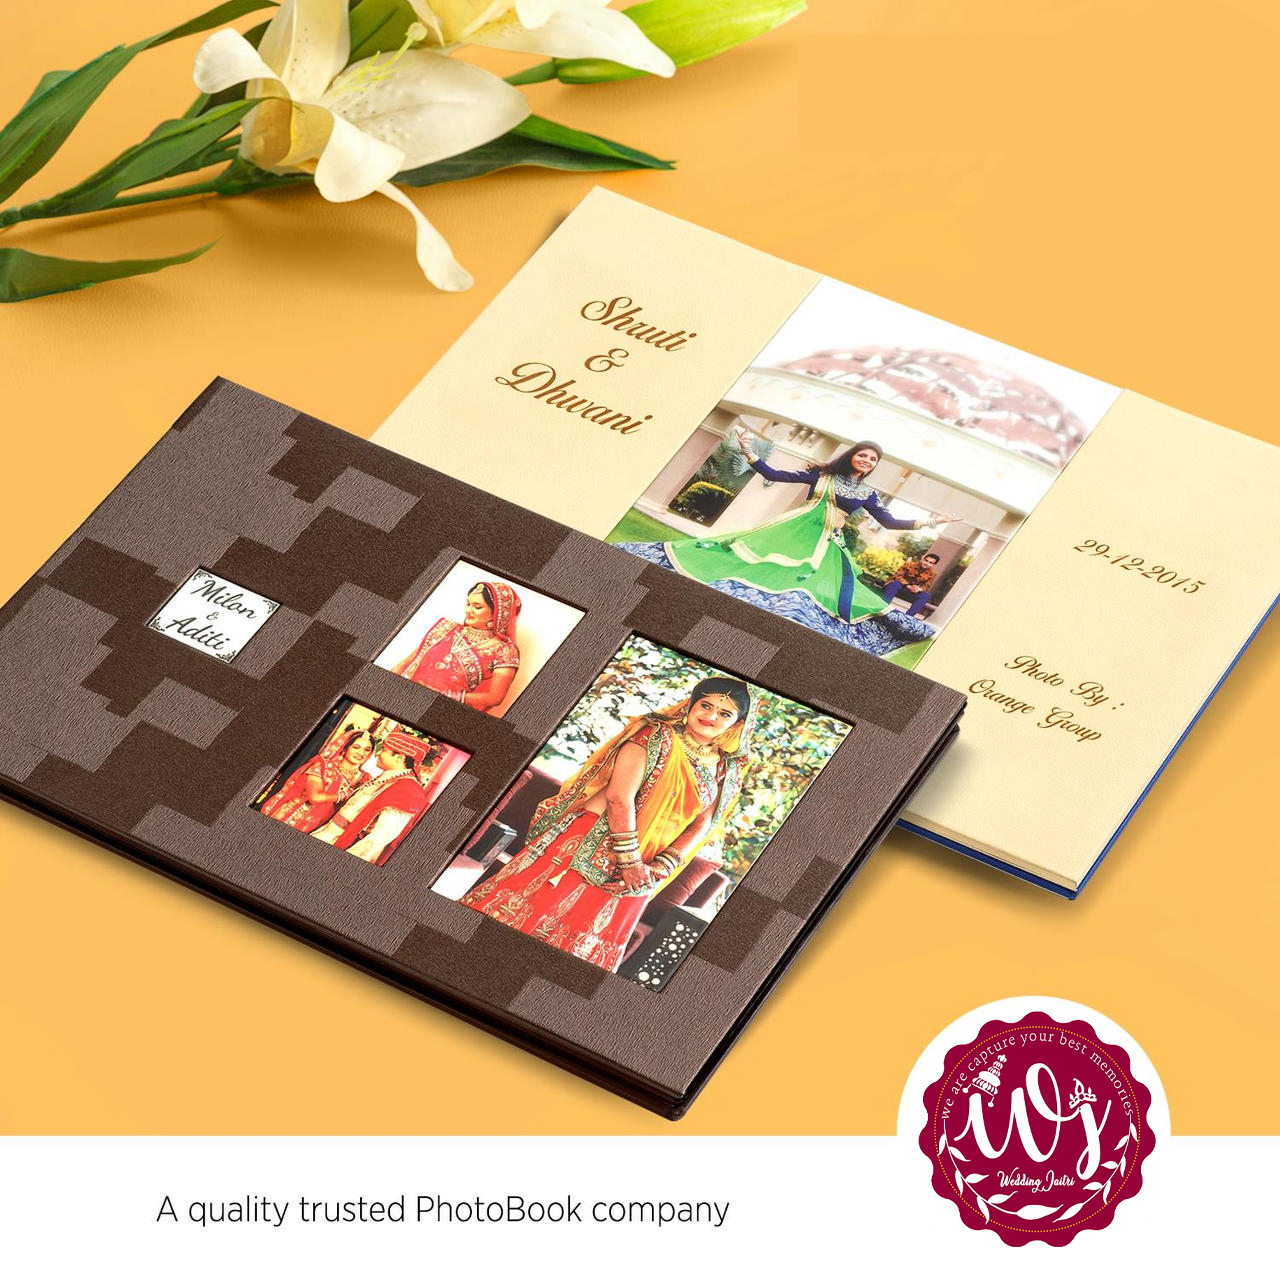 Shruti
&
Dhwani
29-12-2015
Photo By :
Orange Group
Milan
&
Aditi
we are capture your best memories
WJ
Wedding Jaitri
A quality trusted PhotoBook company